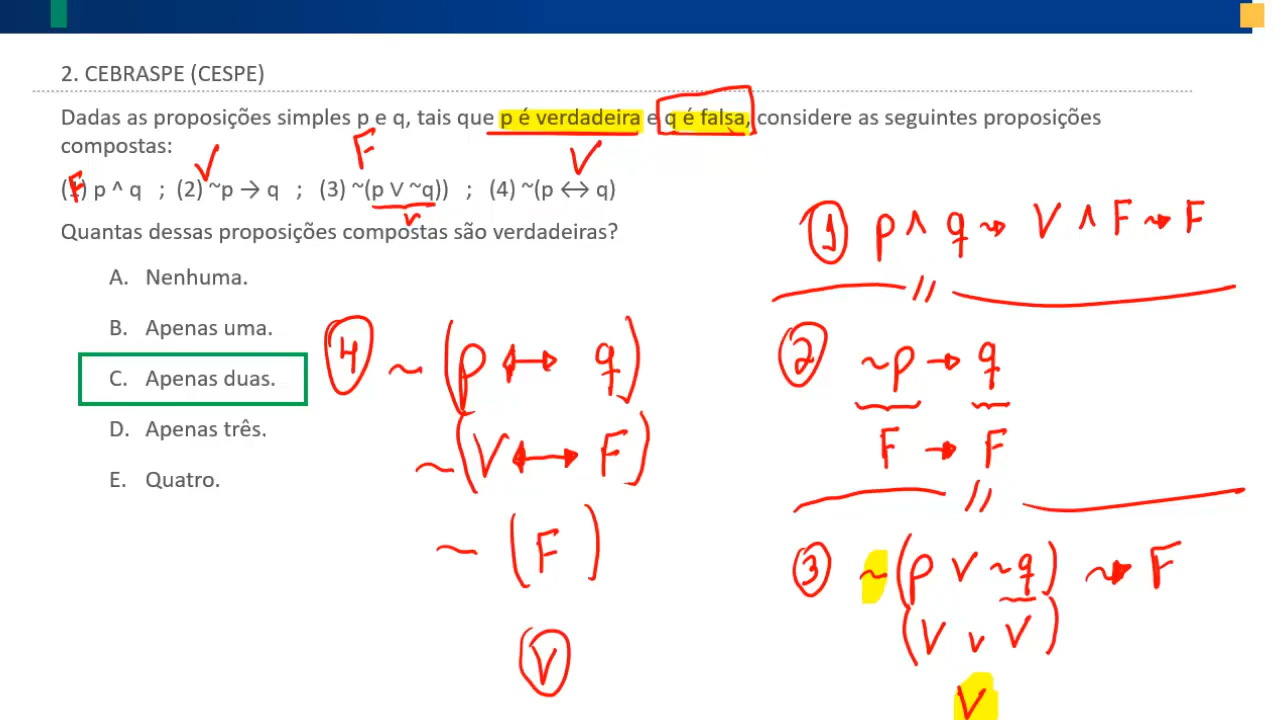 2. CEBRASPE (CESPE)
Dadas as proposições simples p e q, tais que p é verdadeira e q é falsa, considere as seguintes proposições
compostas:
F V F V
(1) p ^ q ; (2) ~p → q ; (3) ~(p V ~q)) ; (4) ~(p ↔ q)
V
Quantas dessas proposições compostas são verdadeiras?
A. Nenhuma.
B. Apenas uma.
C. Apenas duas.
D. Apenas três.
E. Quatro.
1 p ∧ q → V ∧ F → F
2 ~p → q
F → F
3 ~(p V ~q) → F
(V v V)
V
4 ~(p ↔ q)
~(V ↔ F)
~(F)
V